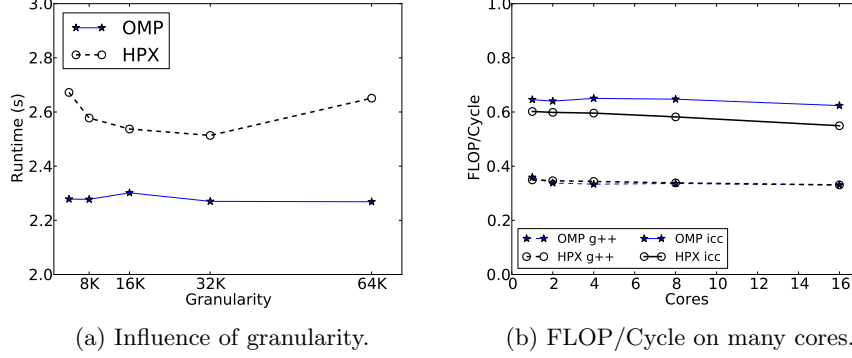 3.0
2.8
2.6
2.4
2.2
2.0
Runtime (s)
OMP
HPX
8K 16K 32K 64K
Granularity
(a) Influence of granularity.
1.0
0.8
0.6
0.4
0.2
0.0
FLOP/Cycle
OMP g++ OMP icc
HPX g++ HPX icc
0 2 4 6 8 10 12 14 16
Cores
(b) FLOP/Cycle on many cores.